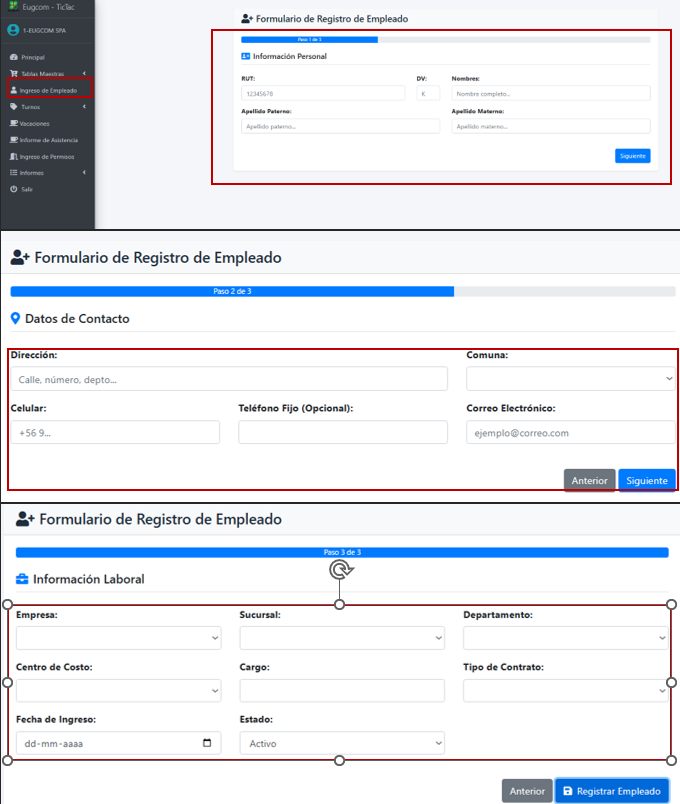 Eugcom - TicTac
1-EUGCOM SPA
Principal
Tablas Maestras
Ingreso de Empleado
Turnos
Vacaciones
Informe de Asistencia
Ingreso de Permisos
Informes
Salir
Formulario de Registro de Empleado
Paso 1 de 3
Información Personal
RUT: DV: Nombres:
12345678 K Nombre completo...
Apellido Paterno: Apellido Materno:
Apellido paterno... Apellido materno...
Siguiente
Formulario de Registro de Empleado
Paso 2 de 3
Datos de Contacto
Dirección: Comuna:
Calle, número, depto...
Celular: Teléfono Fijo (Opcional): Correo Electrónico:
+56 9... ejemplo@correo.com
Anterior Siguiente
Formulario de Registro de Empleado
Paso 3 de 3
Información Laboral
Empresa: Sucursal: Departamento:
Centro de Costo: Cargo: Tipo de Contrato:
Fecha de Ingreso: Estado:
dd-mm-aaaa Activo
Anterior Registrar Empleado